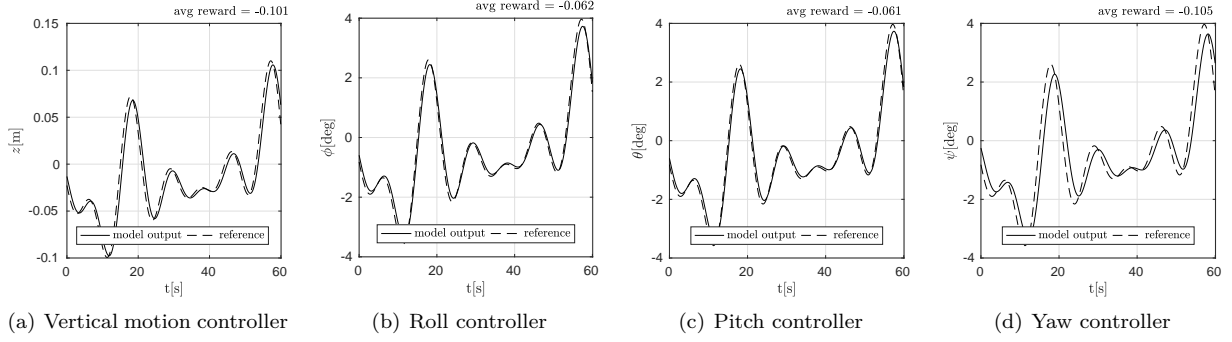 avg reward = -0.101
0.15
0.1
0.05
0
-0.05
-0.1
z[m]
model output
reference
0 20 40 60
t[s]
(a) Vertical motion controller
avg reward = -0.062
4
2
0
-2
-4
ϕ[deg]
model output
reference
0 20 40 60
t[s]
(b) Roll controller
avg reward = -0.061
4
2
0
-2
-4
θ[deg]
model output
reference
0 20 40 60
t[s]
(c) Pitch controller
avg reward = -0.105
4
2
0
-2
-4
ψ[deg]
model output
reference
0 20 40 60
t[s]
(d) Yaw controller